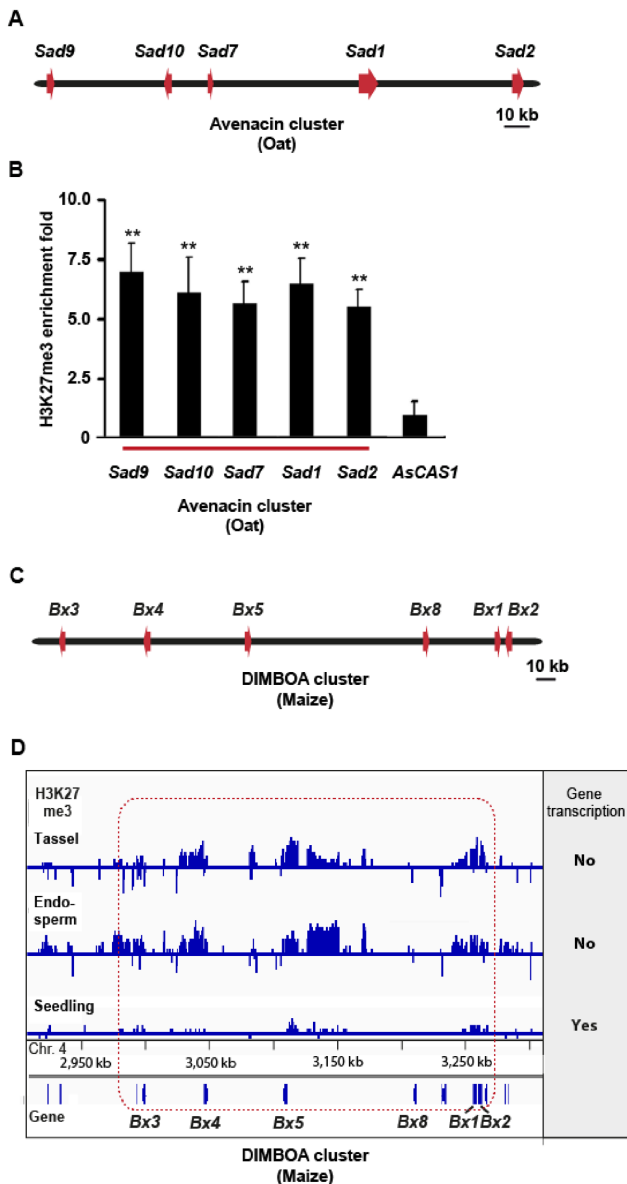 A
Sad9 Sad10 Sad7 Sad1 Sad2
Avenacin cluster
(Oat)
10 kb
B
H3K27me3 enrichment fold
10.0
7.5
5.0
2.5
0
** ** ** ** **
Sad9 Sad10 Sad7 Sad1 Sad2 AsCAS1
Avenacin cluster
(Oat)
C
Bx3 Bx4 Bx5 Bx8 Bx1 Bx2
DIMBOA cluster
(Maize)
10 kb
D
H3K27
me3
Gene
transcription
Tassel
No
Endo-
sperm
No
Seedling
Yes
Chr. 4
2,950 kb 3,050 kb 3,150 kb 3,250 kb
Gene
Bx3 Bx4 Bx5 Bx8 Bx1 Bx2
DIMBOA cluster
(Maize)